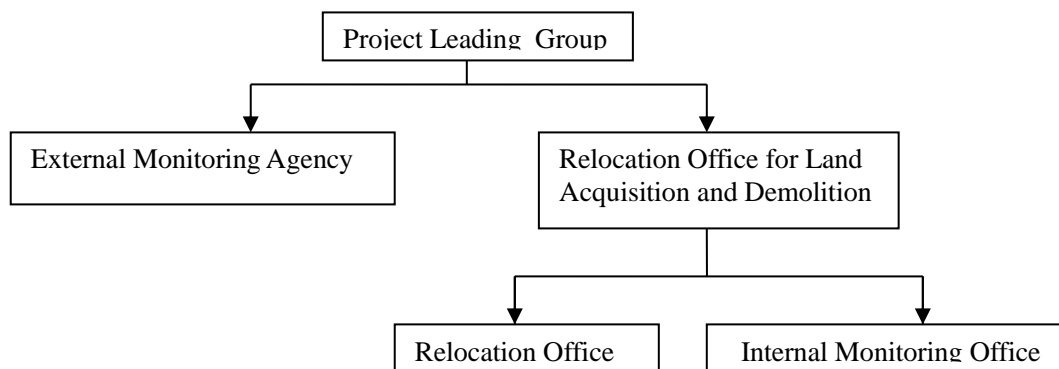 Project Leading Group
External Monitoring Agency
Relocation Office for Land
Acquisition and Demolition
Relocation Office
Internal Monitoring Office